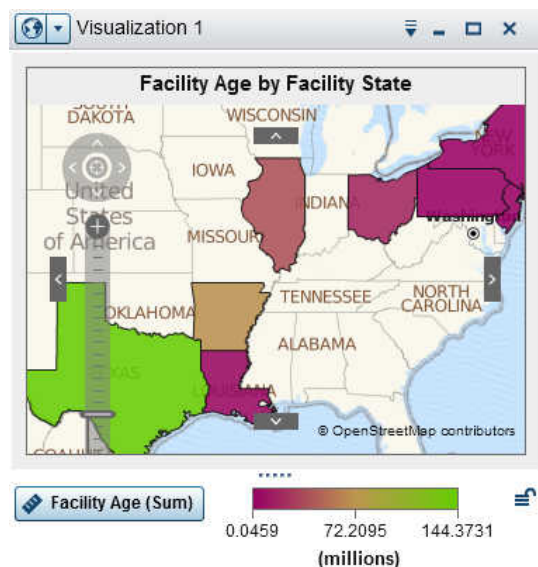 Visualization 1
Facility Age by Facility State
SOUTH
DAKOTA
WISCONSIN
NEW
YORK
IOWA
United
States
of America
INDIANA
Washington
MISSOURI
OKLAHOMA
TENNESSEE
NORTH
CAROLINA
ALABAMA
TEXAS
LOUISIANA
© OpenStreetMap contributors
Facility Age (Sum)
0.0459 72.2095 144.3731
(millions)